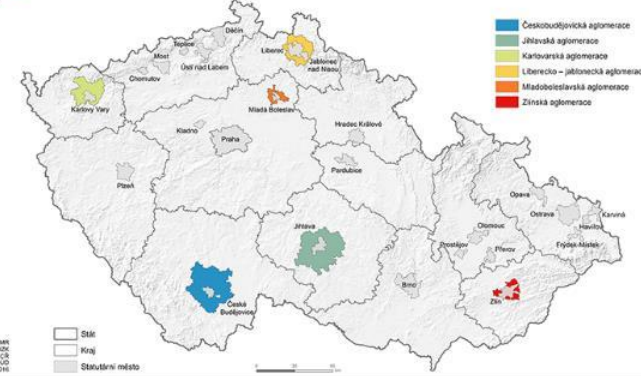 Děčín
Teplice
Most
Ústí nad Labem
Chomutov
Liberec
Jablonec
nad Nisou
Karlovy Vary
Mladá Boleslav
Kladno
Praha
Hradec Králové
Pardubice
Plzeň
Jihlava
České
Budějovice
Brno
Opava
Ostrava
Karviná
Havířov
Frýdek-Místek
Olomouc
Prostějov
Přerov
Zlín
Českobudějovická aglomerace
Jihlavská aglomerace
Karlovarská aglomerace
Liberecko – jablonecká aglomerac
Mladoboleslavská aglomerace
Zlínská aglomerace
Stát
Kraj
Statutární město